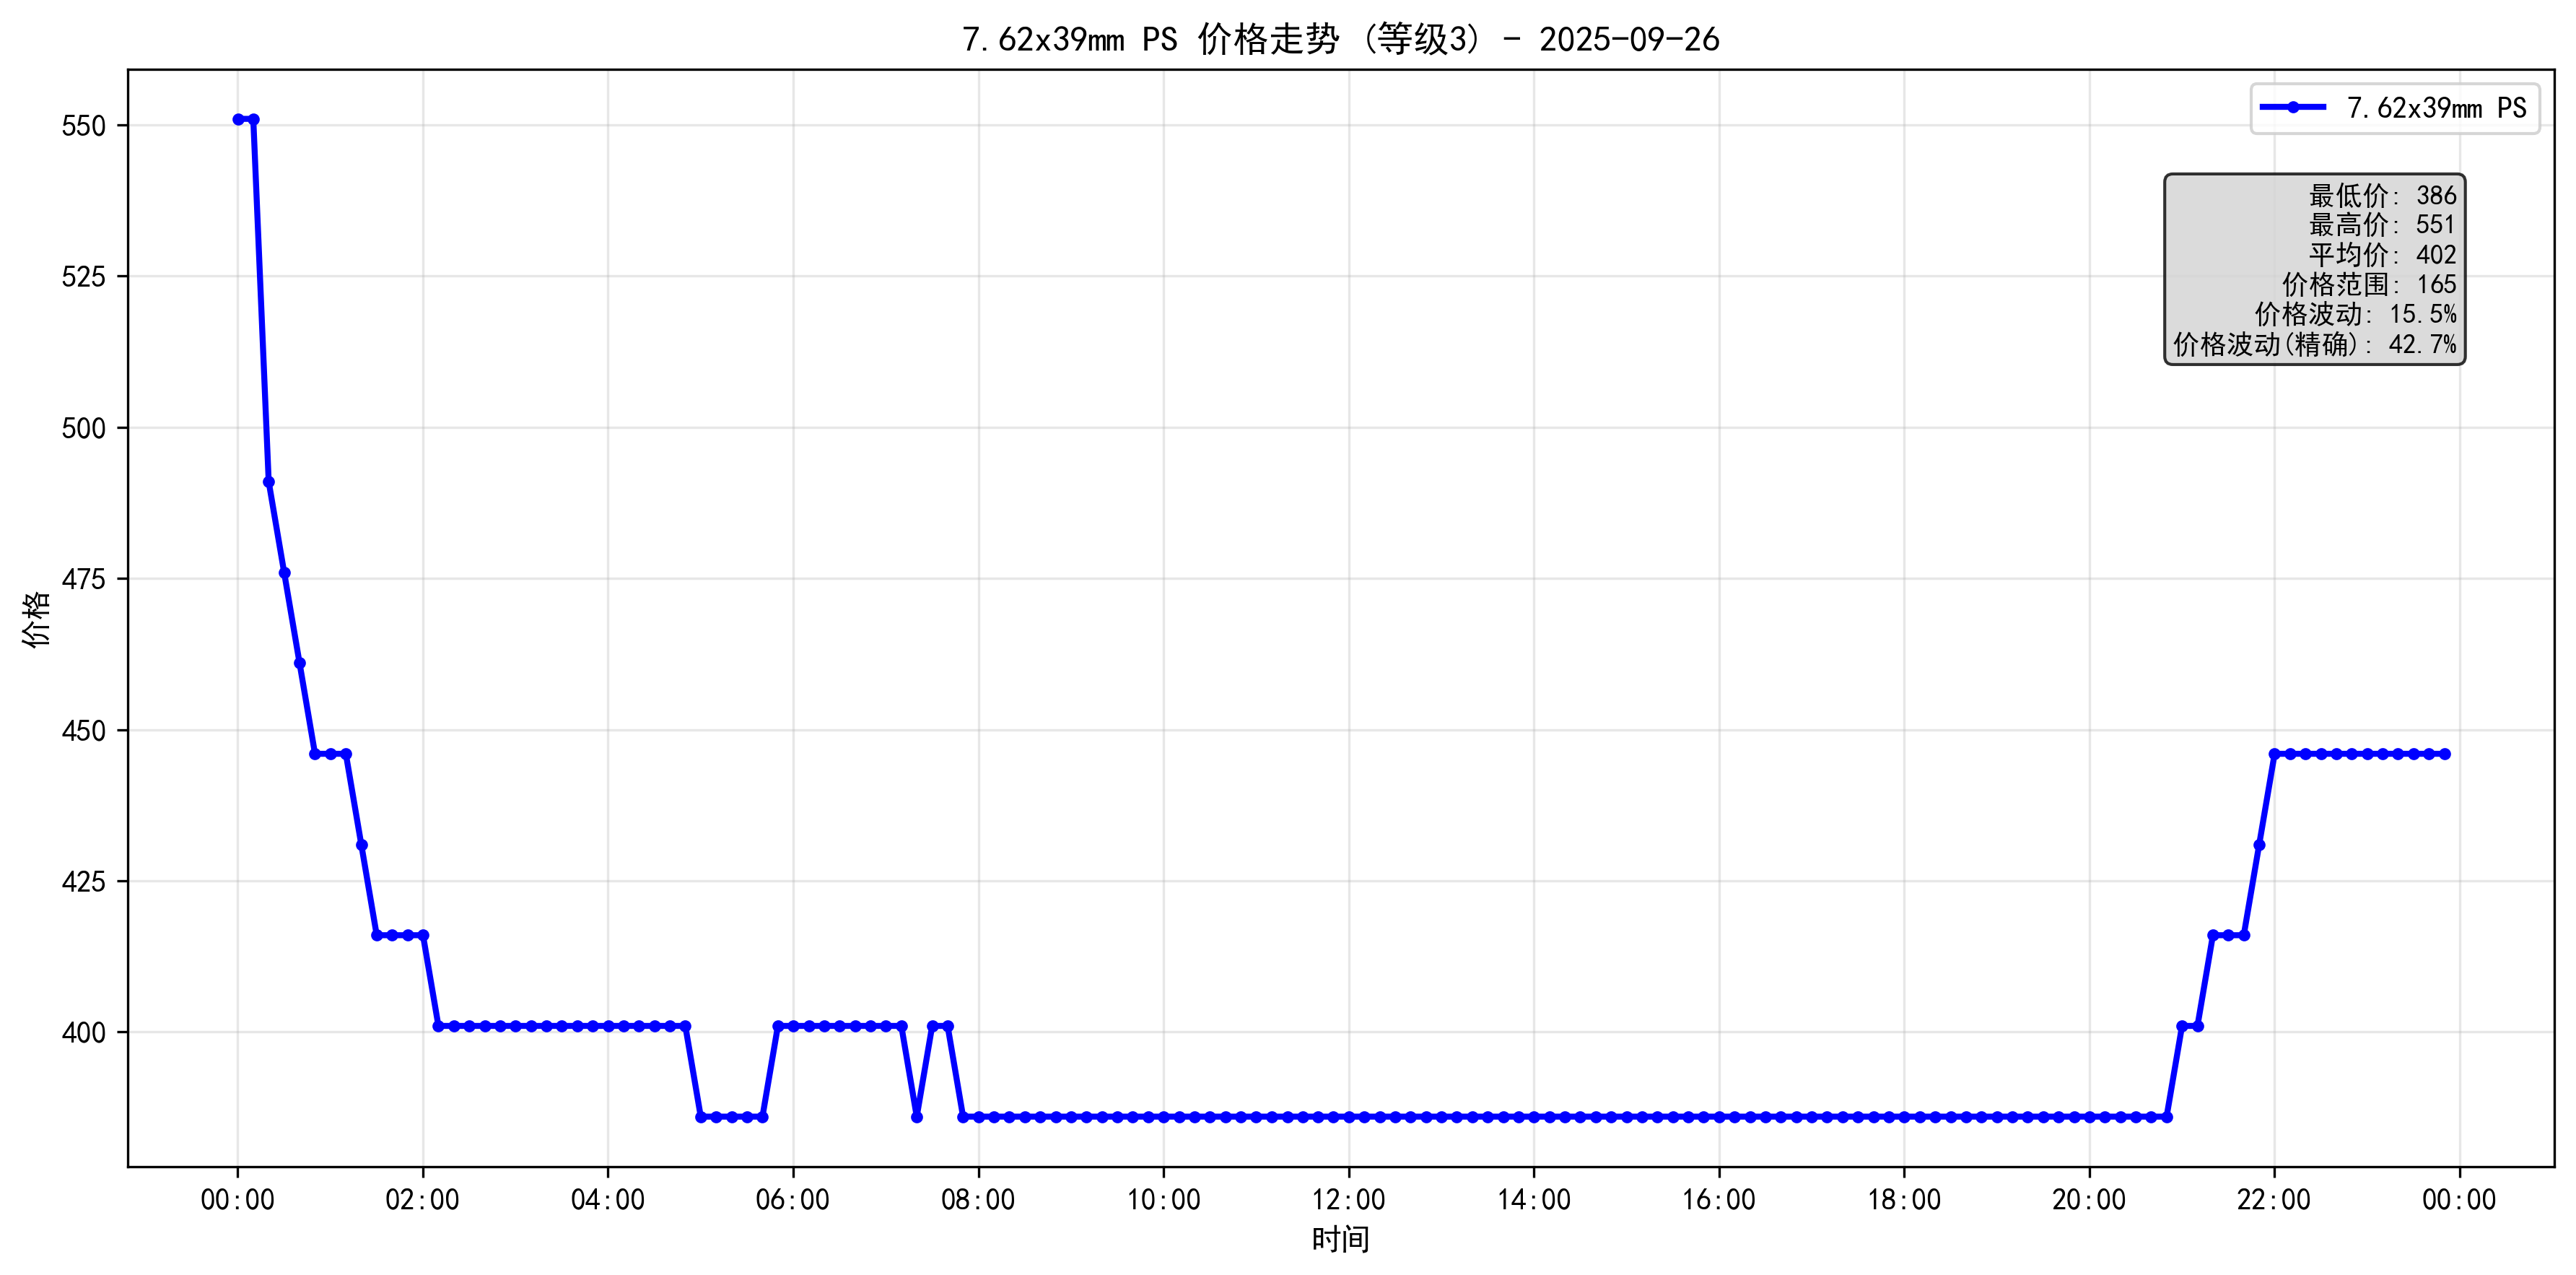 7.62x39mm PS 价格走势 (等级3) - 2025-09-26
7.62x39mm PS
最低价: 386
最高价: 551
平均价: 402
价格范围: 165
价格波动: 15.5%
价格波动(精确): 42.7%
550
525
500
475
450
425
400
价格
00:00 02:00 04:00 06:00 08:00 10:00 12:00 14:00 16:00 18:00 20:00 22:00 00:00
时间